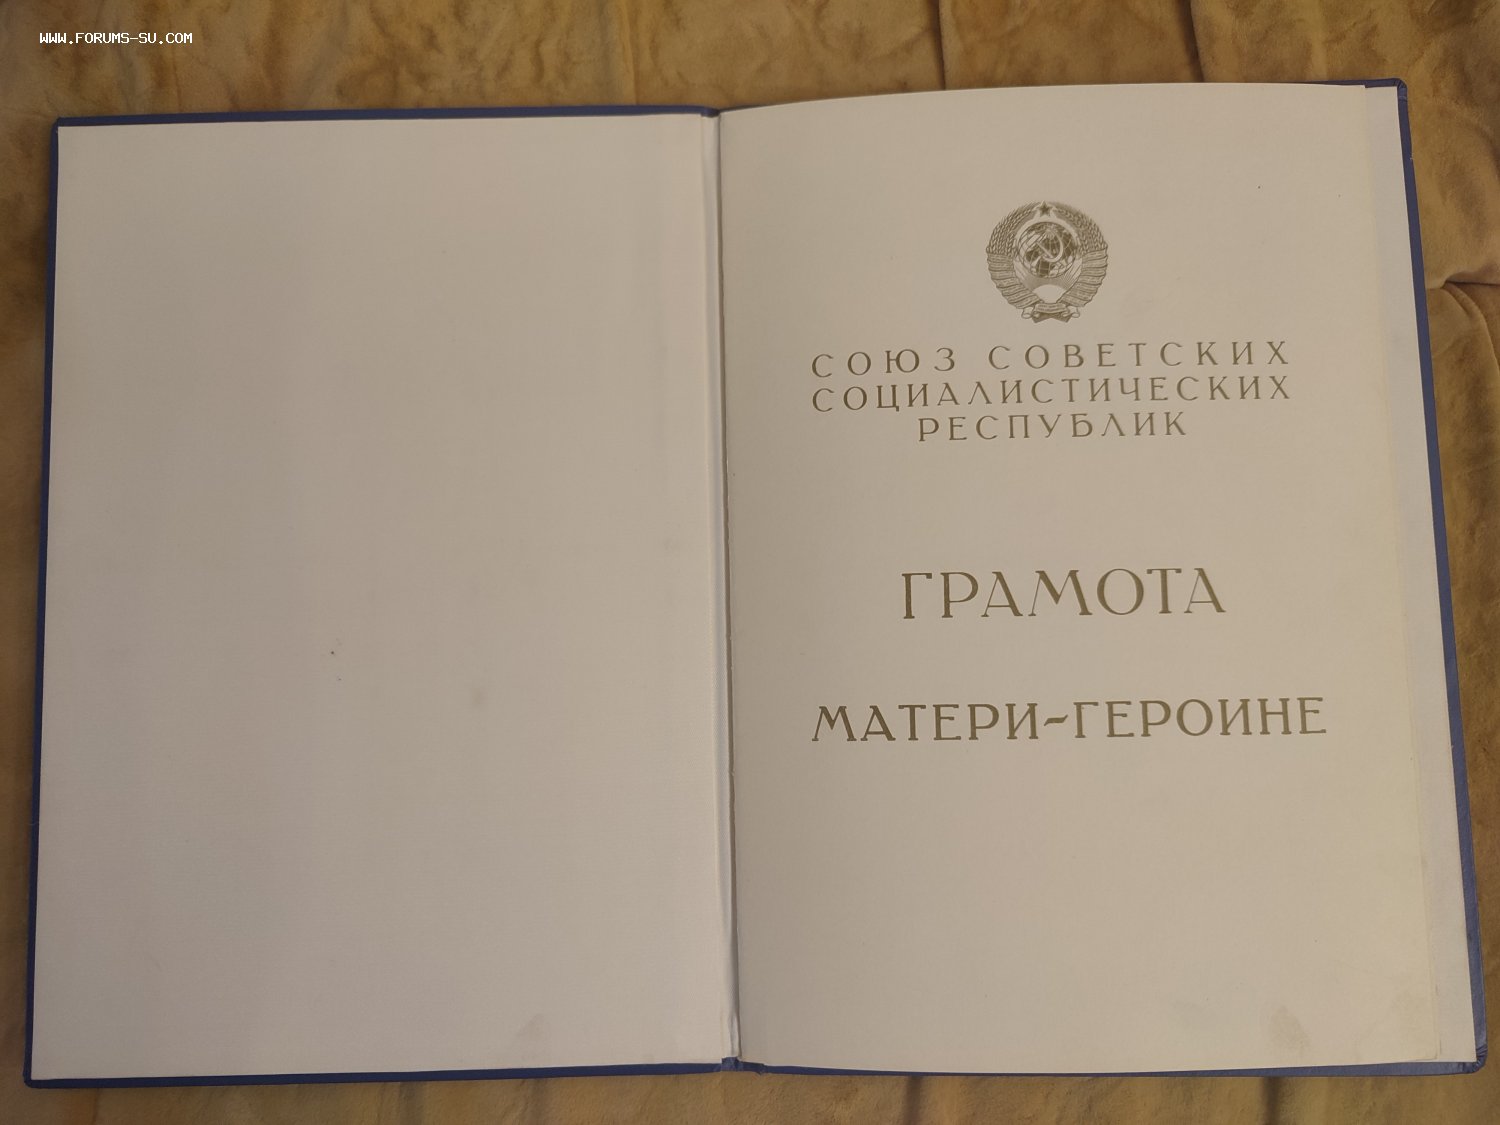 WWW.FORUMS-SU.COM
СОЮЗ СОВЕТСКИХ
СОЦИАЛИСТИЧЕСКИХ
РЕСПУБЛИК
ГРАМОТА
МАТЕРИ-ГЕРОИНЕ